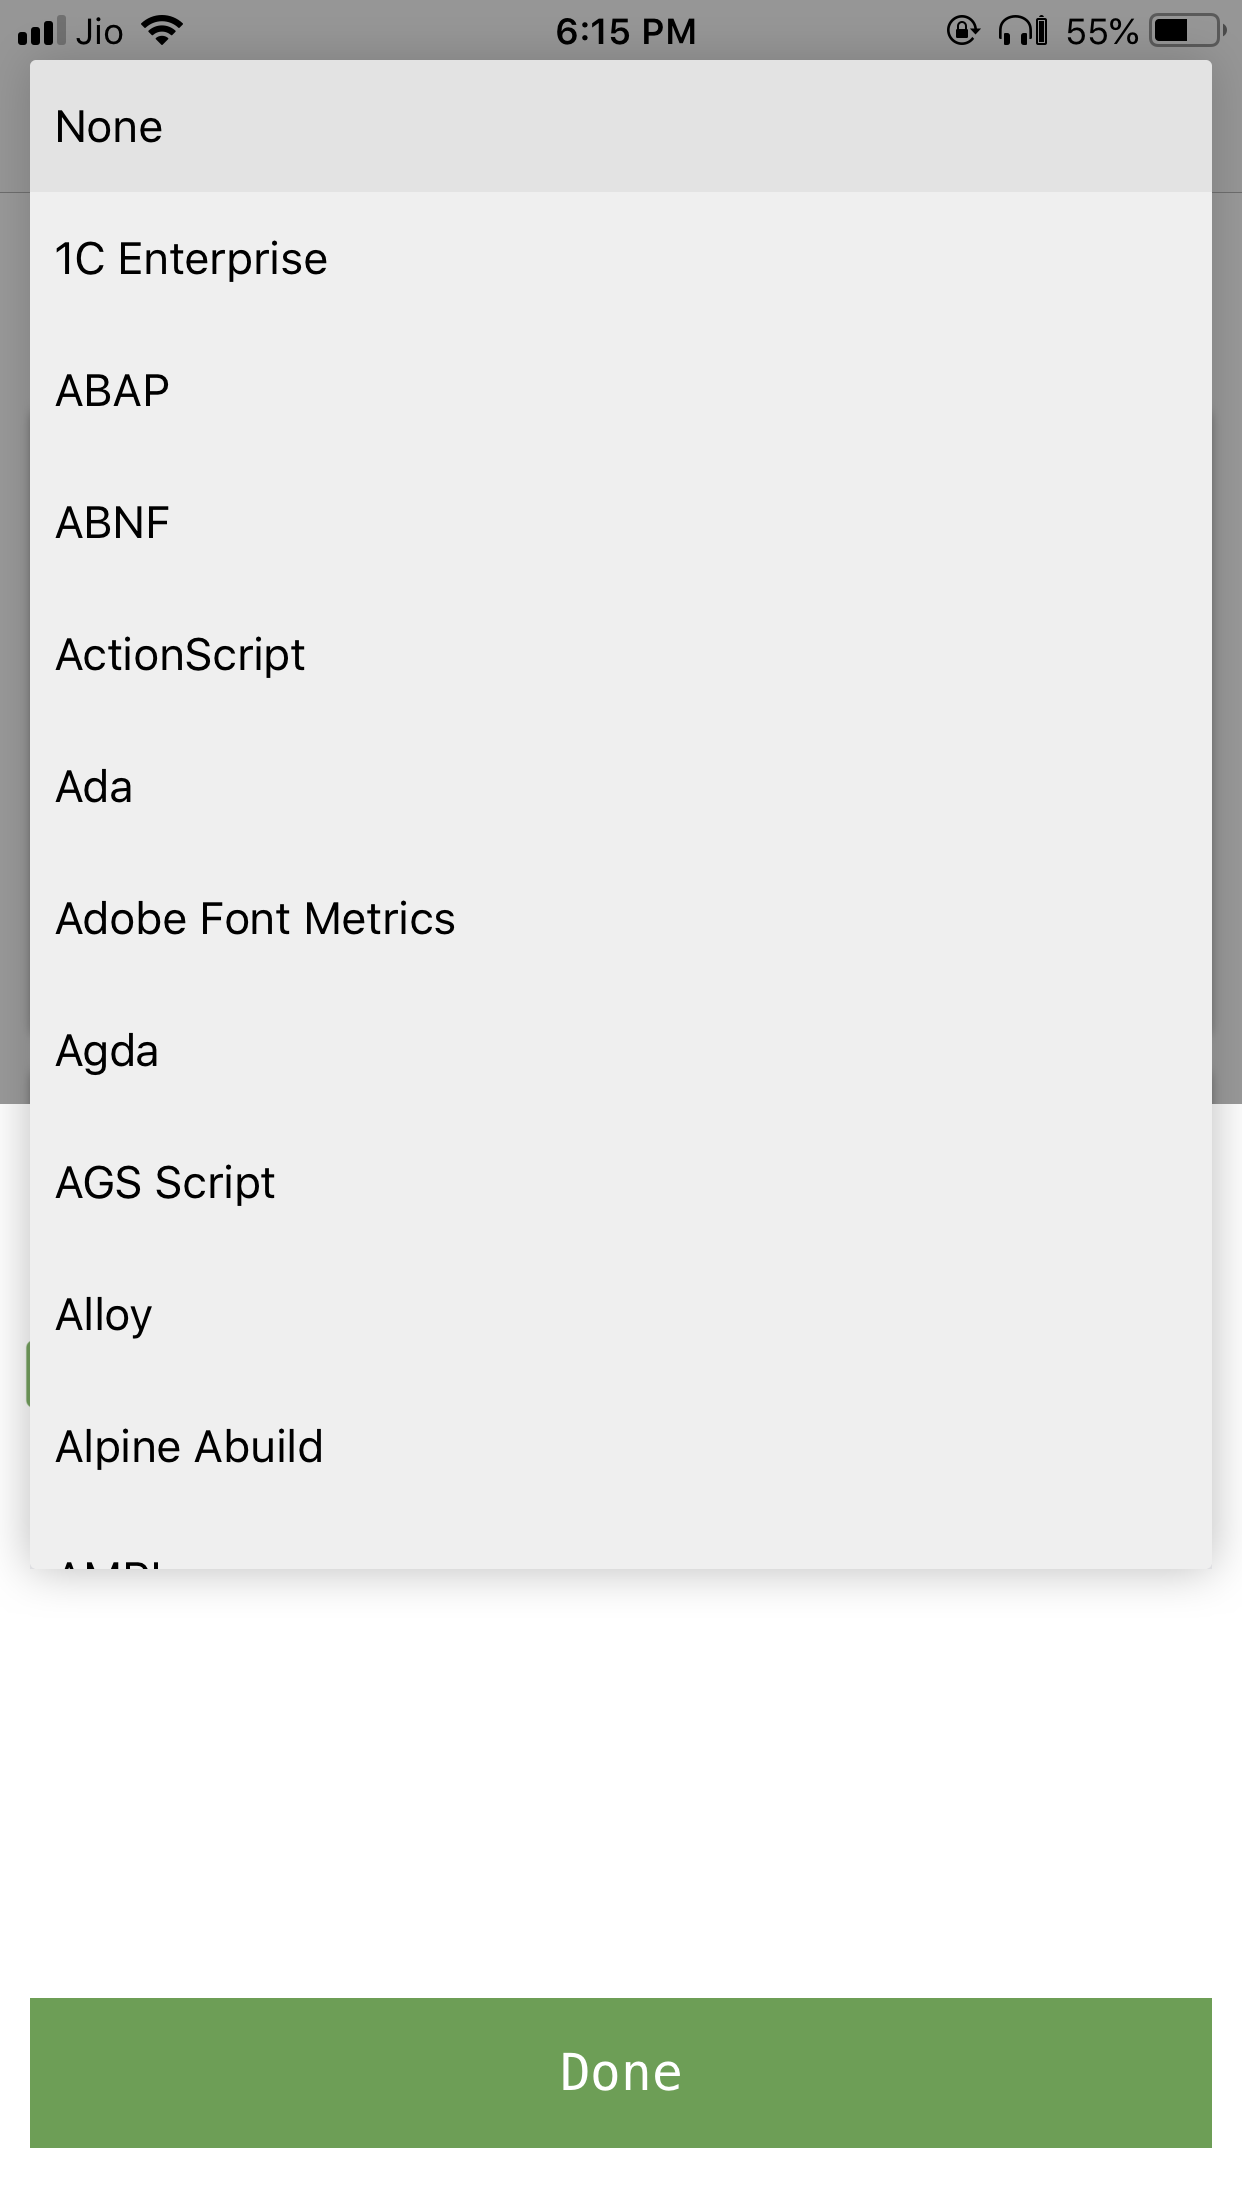 Jio 6:15 PM 55%
None
1C Enterprise
ABAP
ABNF
ActionScript
Ada
Adobe Font Metrics
Agda
AGS Script
Alloy
Alpine Abuild
Done